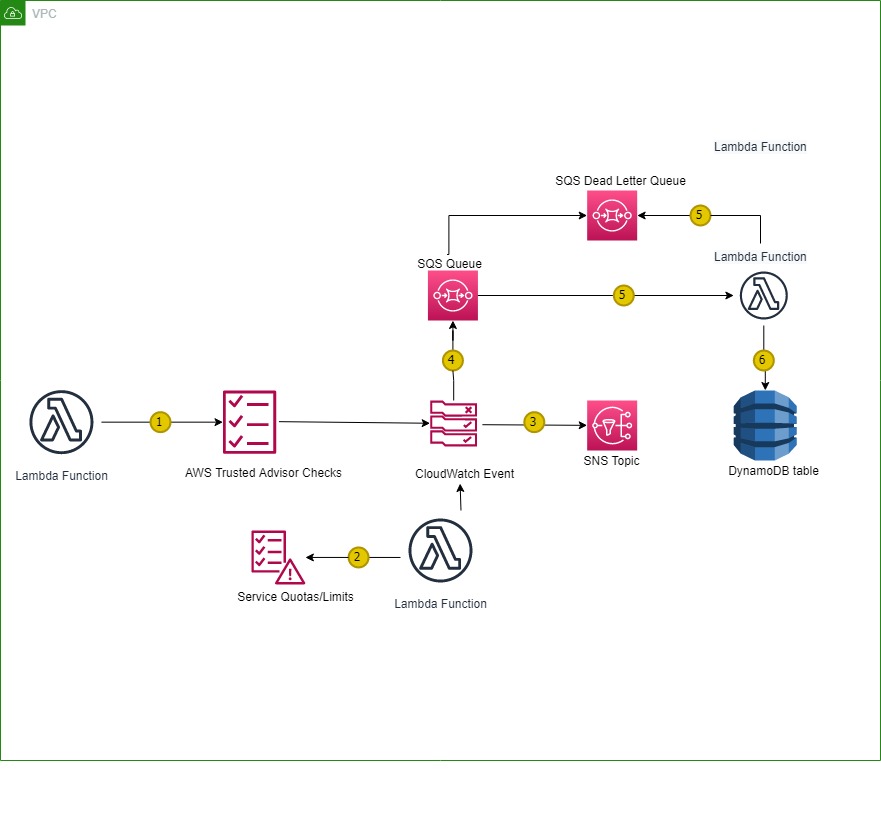 VPC
Lambda Function
SQS Dead Letter Queue
5
Lambda Function
SQS Queue
5
4
6
1
3
Lambda Function
AWS Trusted Advisor Checks
CloudWatch Event
SNS Topic
DynamoDB table
2
Service Quotas/Limits
Lambda Function